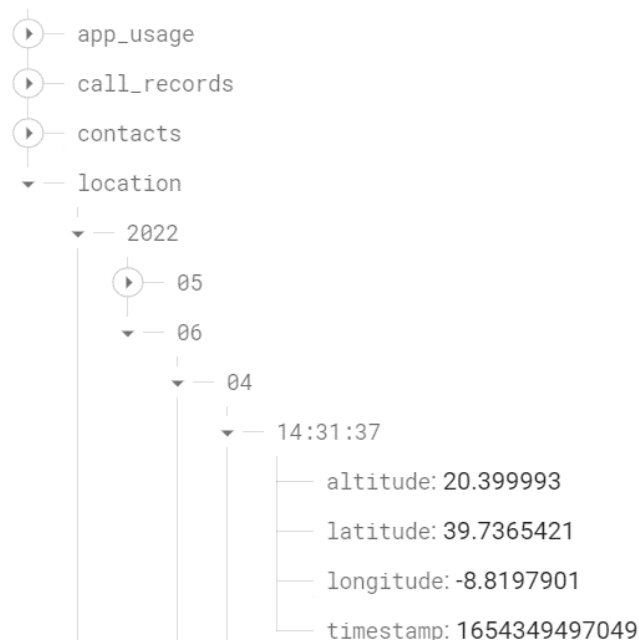 app_usage
call_records
contacts
location
2022
05
06
04
14:31:37
altitude: 20.399993
latitude: 39.7365421
longitude: -8.8197901
timestamp: 1654349497049